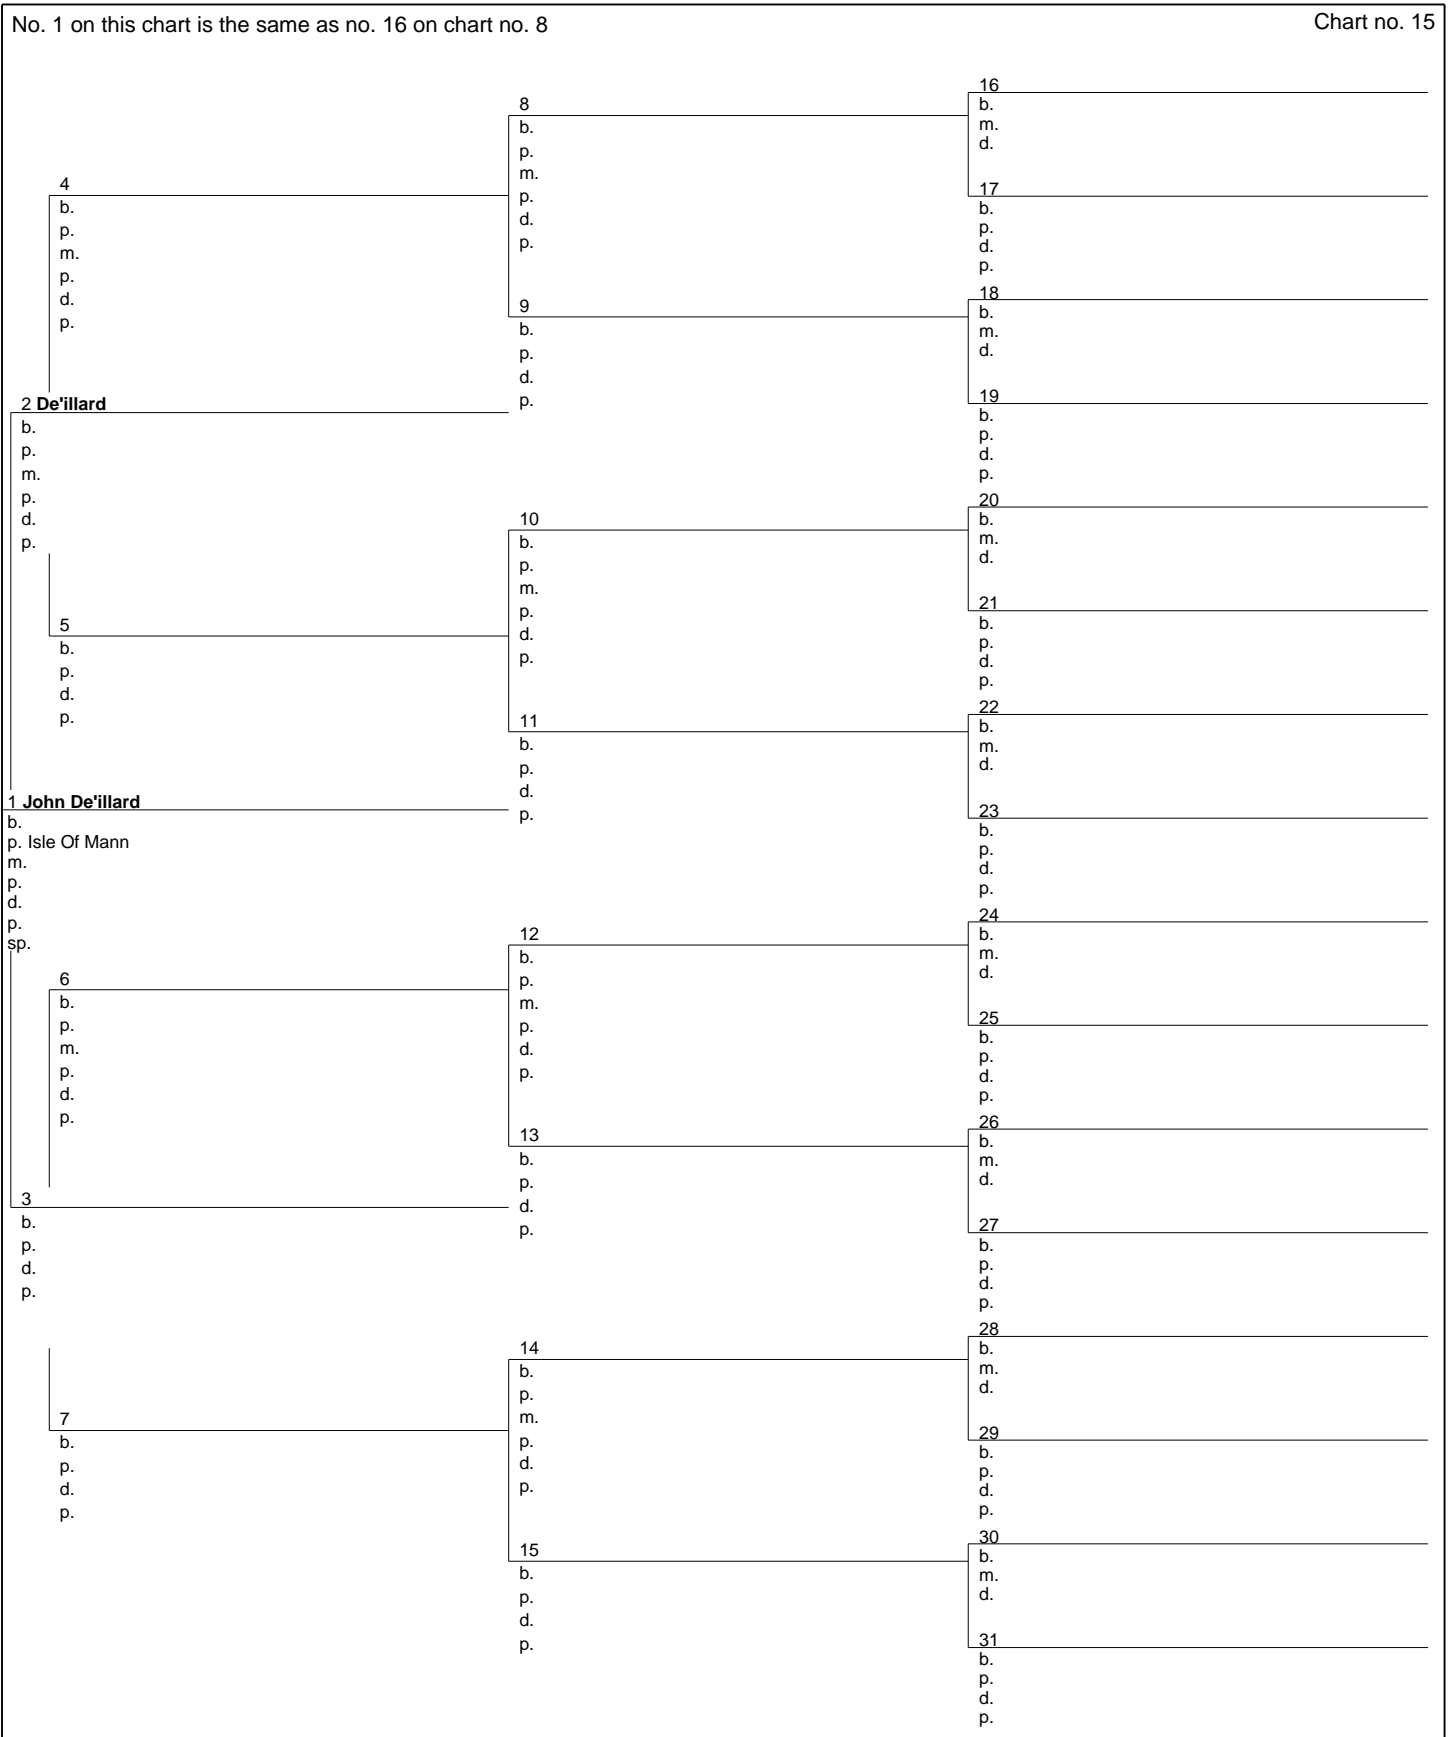 No. 1 on this chart is the same as no. 16 on chart no. 8
Chart no. 15
4
b.
p.
m.
p.
d.
p.
2 De'illard
b.
p.
m.
p.
d.
p.
5
b.
p.
d.
p.
1 John De'illard
b.
p. Isle Of Mann
m.
p.
d.
p.
sp.
6
b.
p.
m.
p.
d.
p.
3
b.
p.
d.
p.
7
b.
p.
d.
p.
8
b.
p.
m.
p.
d.
p.
9
b.
p.
d.
p.
10
b.
p.
m.
p.
d.
p.
11
b.
p.
d.
p.
12
b.
p.
m.
p.
d.
p.
13
b.
p.
d.
p.
14
b.
p.
m.
p.
d.
p.
15
b.
p.
d.
p.
16
b.
m.
d.
17
b.
p.
d.
p.
18
b.
m.
d.
19
b.
p.
d.
p.
20
b.
m.
d.
21
b.
p.
d.
p.
22
b.
m.
d.
23
b.
p.
d.
p.
24
b.
m.
d.
25
b.
p.
d.
p.
26
b.
m.
d.
27
b.
p.
d.
p.
28
b.
m.
d.
29
b.
p.
d.
p.
30
b.
m.
d.
31
b.
p.
d.
p.